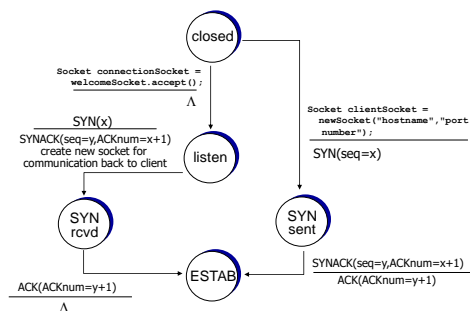 closed
Socket connectionSocket =
welcomeSocket.accept();
Λ
Socket clientSocket =
newSocket("hostname","port
number");
SYN(seq=x)
SYN(x)
SYNACK(seq=y,ACKnum=x+1)
create new socket for
communication back to client
listen
SYN
rcvd
SYN
sent
ESTAB
SYNACK(seq=y,ACKnum=x+1)
ACK(ACKnum=y+1)
ACK(ACKnum=y+1)
Λ